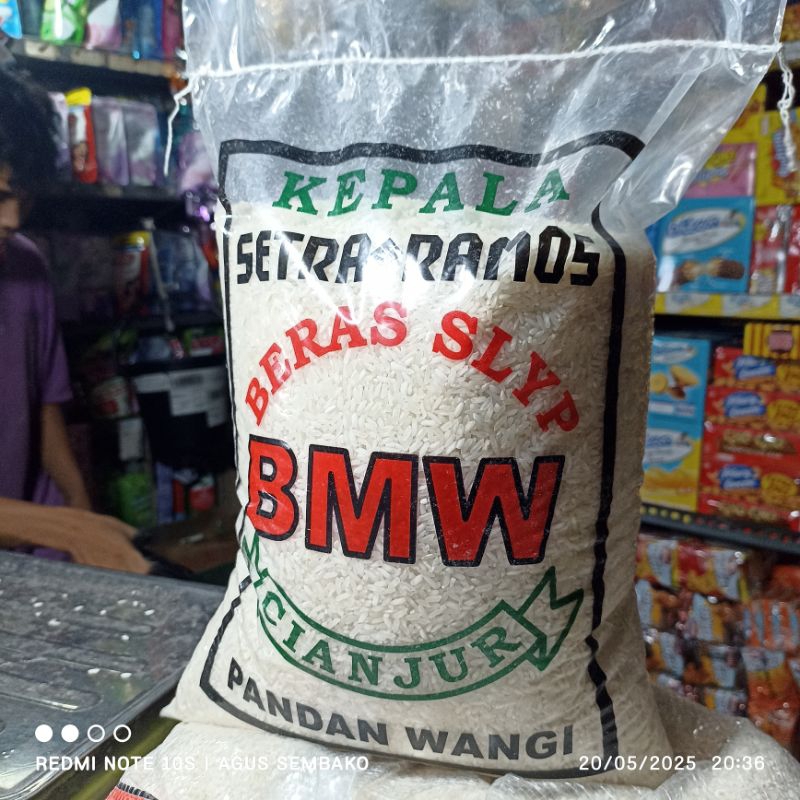 KEPALA
SETRA RAMOS
BERAS SLYP
BMW
CIANJUR
PANDAN WANGI
REDMI NOTE 10S | AGUS SEMBAKO
20/05/2025 20:36